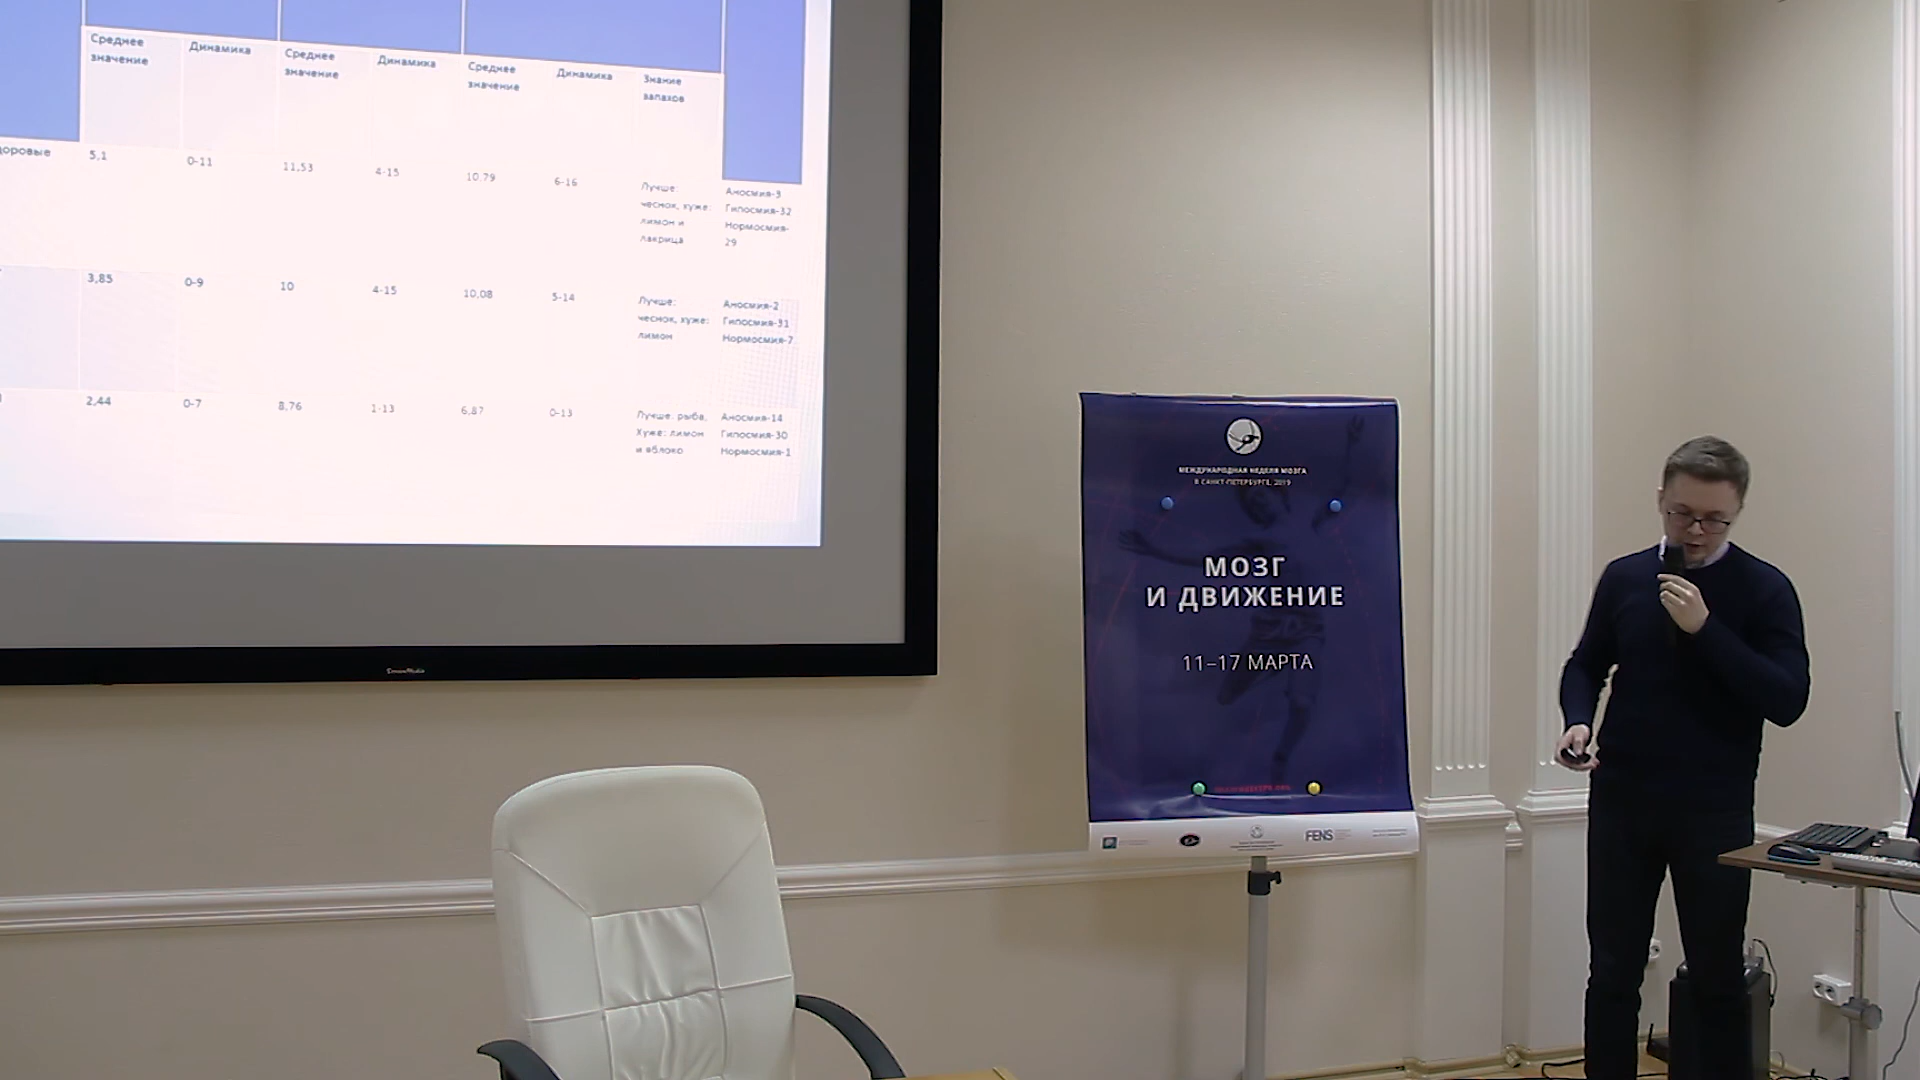 Среднее
значение
Динамика
Среднее
значение
Динамика
Среднее
значение
Динамика
Знание
запахов
доровые
5,1
0-11
11,53
4-15
10,79
6-16
Лучше:
чеснок, хуже:
лимон и
лакрица
Аносмия-3
Гипосмия-32
Нормосмия-
29
3,85
0-9
10
4-15
10,08
5-14
Лучше:
чеснок, хуже:
лимон
Аносмия-2
Гипосмия-31
Нормосмия-7
2,44
0-7
8,76
1-13
6,87
0-13
Лучше: рыба,
Хуже: лимон
и яблоко
Аносмия-14
Гипосмия-30
Нормосмия-1
МЕЖДУНАРОДНАЯ НЕДЕЛЯ МОЗГА
В САНКТ-ПЕТЕРБУРГЕ, 2019
МОЗГ
И ДВИЖЕНИЕ
11–17 МАРТА
FENS